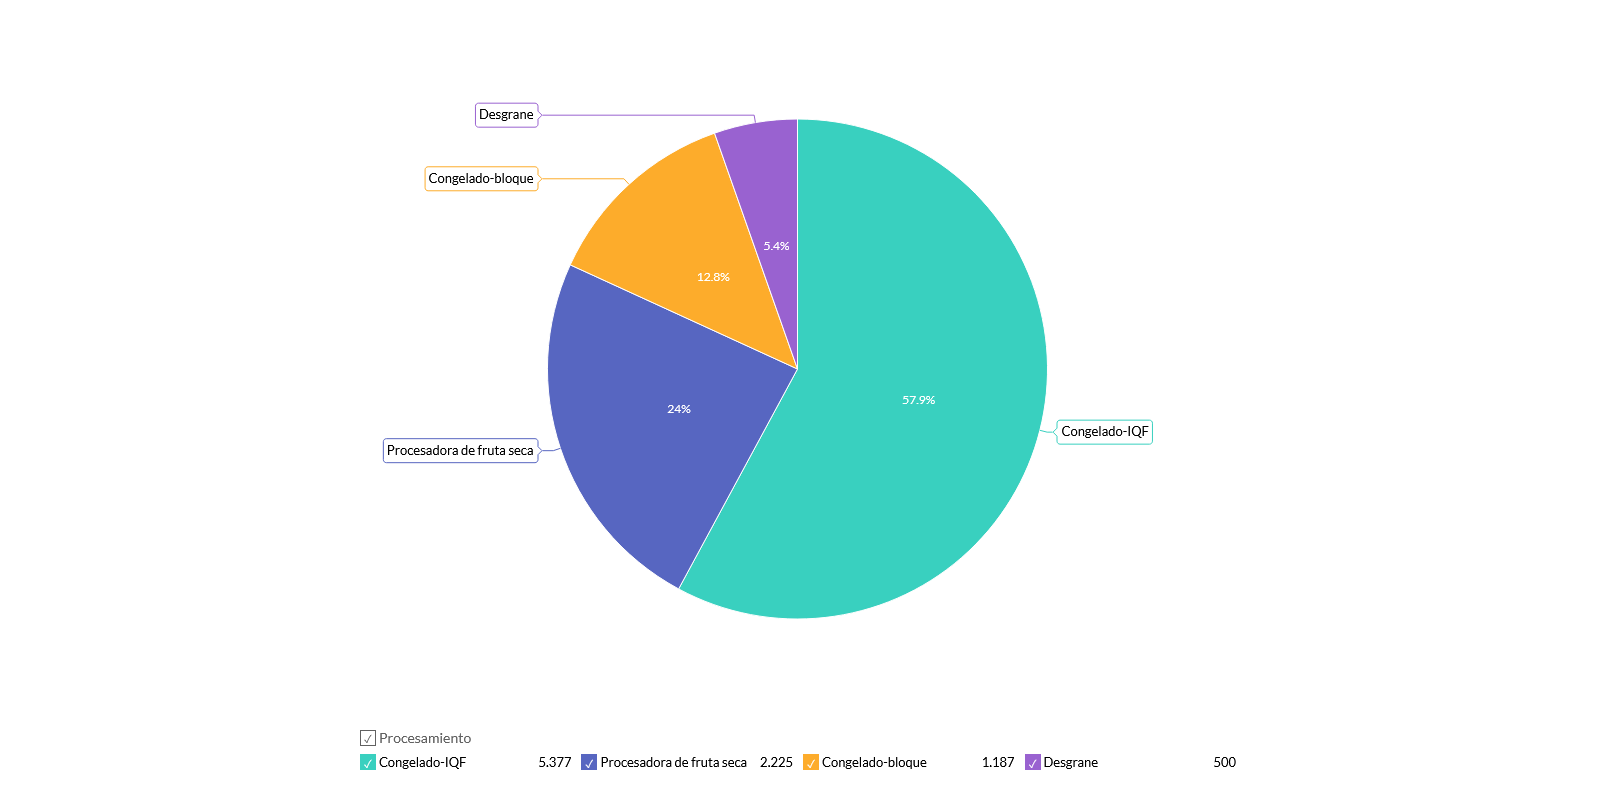 Desgrane
Congelado-bloque
5.4%
12.8%
57.9%
24%
Congelado-IQF
Procesadora de fruta seca
Procesamiento
Congelado-IQF 5.377 Procesadora de fruta seca 2.225 Congelado-bloque 1.187 Desgrane 500